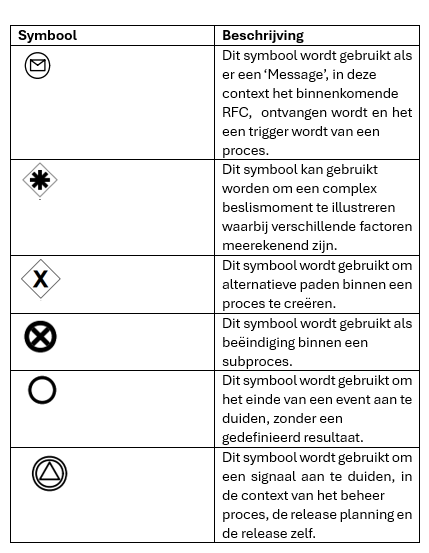 Symbool Beschrijving
Dit symbool wordt gebruikt als
er een ‘Message’, in deze
context het binnenkomende
RFC, ontvangen wordt en het
een trigger wordt van een
proces.
Dit symbool kan gebruikt
worden om een complex
beslismoment te illustreren
waarbij verschillende factoren
meerekenend zijn.
X
Dit symbool wordt gebruikt om
alternatieve paden binnen een
proces te creëren.
Dit symbool wordt gebruikt als
beëindiging binnen een
subproces.
Dit symbool wordt gebruikt om
het einde van een event aan te
duiden, zonder een
gedefinieerd resultaat.
Dit symbool wordt gebruikt om
een signaal aan te duiden, in
de context van het beheer
proces, de release planning en
de release zelf.